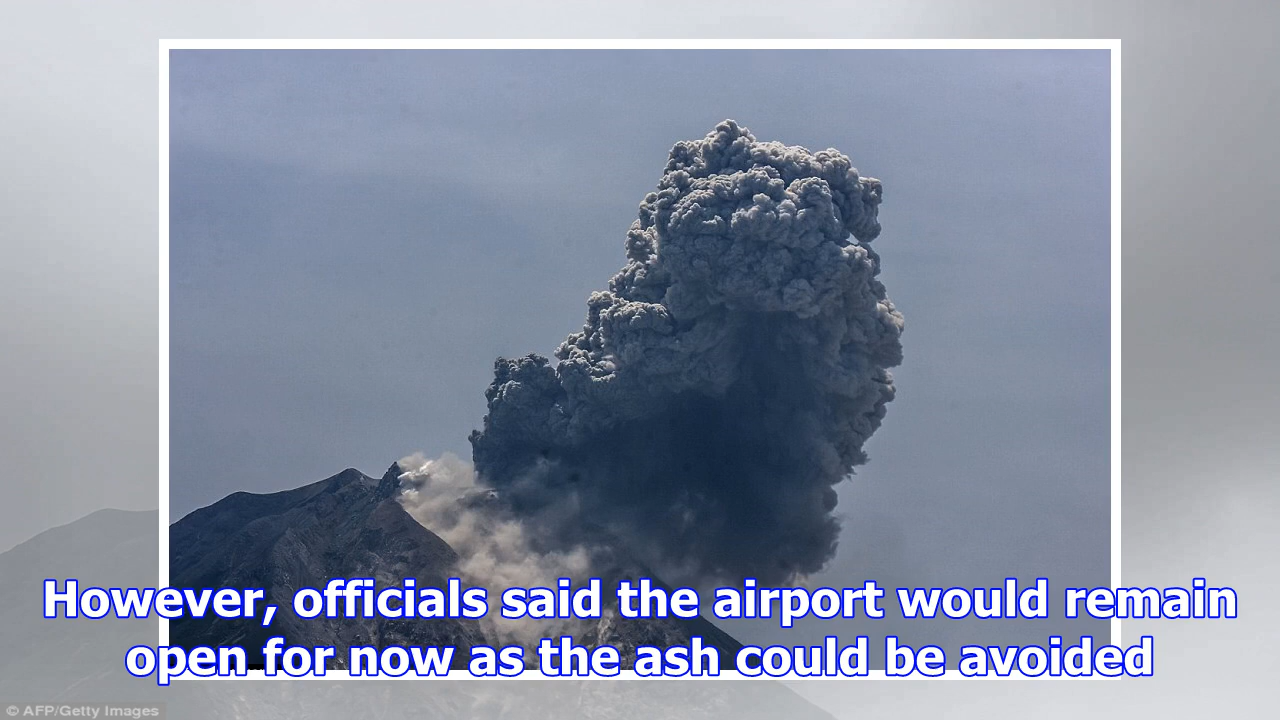 However, officials said the airport would remain
open for now as the ash could be avoided
© AFP/Getty Images